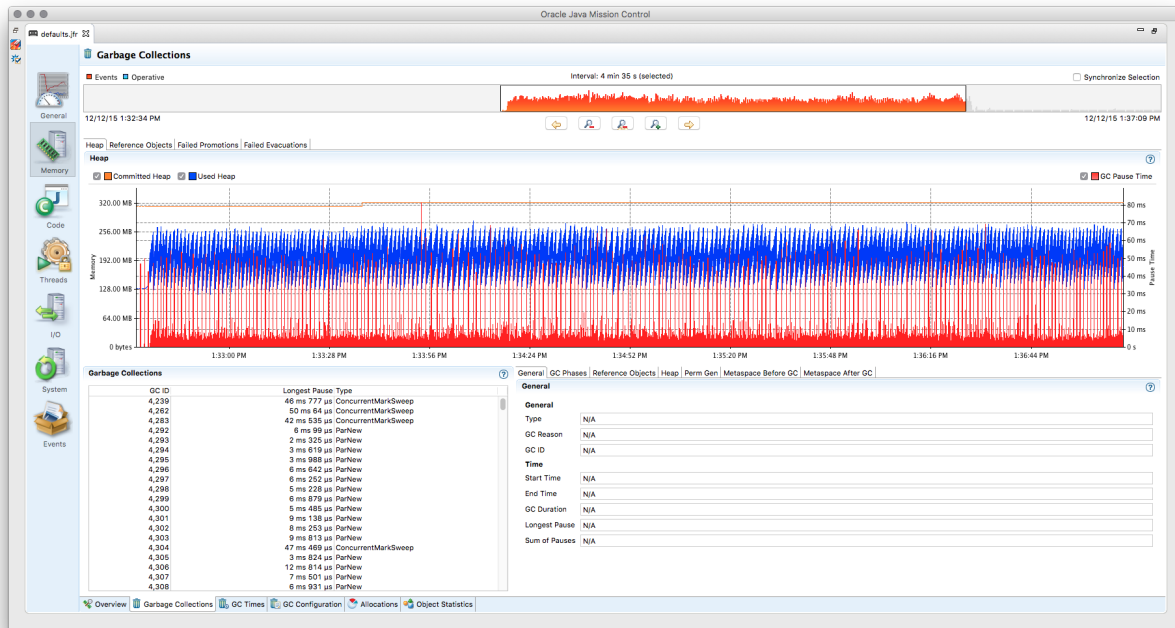 Oracle Java Mission Control
defaults.jfr
Garbage Collections
Events Operative
Interval: 4 min 35 s (selected)
Synchronize Selection
12/12/15 1:32:34 PM
12/12/15 1:37:09 PM
General
Memory
Code
Threads
I/O
System
Events
Heap Reference Objects Failed Promotions Failed Evacuations
Heap
Committed Heap Used Heap
GC Pause Time
320.00 MB
256.00 MB
192.00 MB
128.00 MB
64.00 MB
0 bytes
Memory
80 ms
70 ms
60 ms
50 ms
40 ms
30 ms
20 ms
10 ms
0 s
Pause Time
1:33:00 PM 1:33:28 PM 1:33:56 PM 1:34:24 PM 1:34:52 PM 1:35:20 PM 1:35:48 PM 1:36:16 PM 1:36:44 PM
Garbage Collections
GC ID Longest Pause Type
4,239 46 ms 777 µs ConcurrentMarkSweep
4,262 50 ms 64 µs ConcurrentMarkSweep
4,283 42 ms 535 µs ConcurrentMarkSweep
4,292 6 ms 99 µs ParNew
4,293 2 ms 325 µs ParNew
4,294 3 ms 619 µs ParNew
4,295 3 ms 988 µs ParNew
4,296 6 ms 642 µs ParNew
4,297 6 ms 252 µs ParNew
4,298 5 ms 228 µs ParNew
4,299 6 ms 879 µs ParNew
4,300 5 ms 485 µs ParNew
4,301 9 ms 138 µs ParNew
4,302 8 ms 253 µs ParNew
4,303 9 ms 813 µs ParNew
4,304 47 ms 469 µs ConcurrentMarkSweep
4,305 3 ms 824 µs ParNew
4,306 12 ms 814 µs ParNew
4,307 7 ms 501 µs ParNew
4,308 6 ms 931 µs ParNew
General GC Phases Reference Objects Heap Perm Gen Metaspace Before GC Metaspace After GC
General
General
Type N/A
GC Reason N/A
GC ID N/A
Time
Start Time N/A
End Time N/A
GC Duration N/A
Longest Pause N/A
Sum of Pauses N/A
Overview Garbage Collections GC Times GC Configuration Allocations Object Statistics